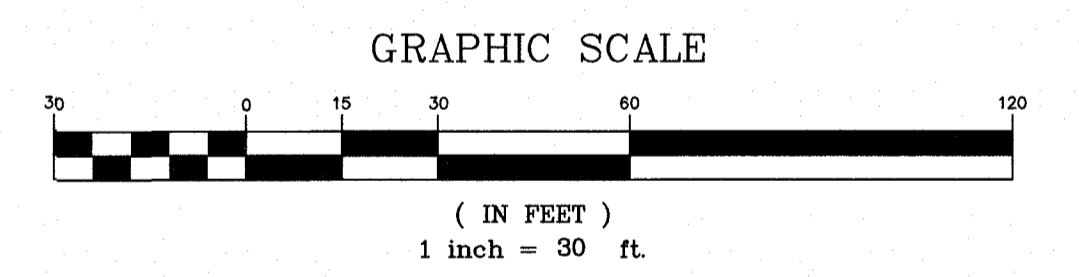 GRAPHIC SCALE
30 0 15 30 60 120
( IN FEET )
1 inch = 30 ft.